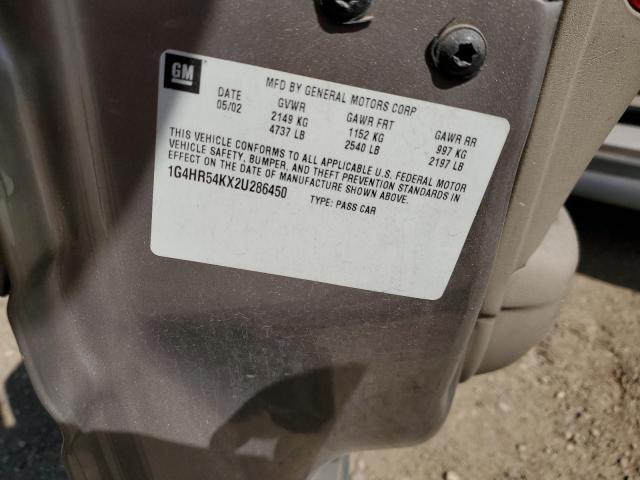 GM
MFD BY GENERAL MOTORS CORP
DATE GVWR GAWR FRT GAWR RR
05/02 2149 KG 1152 KG 997 KG
4737 LB 2540 LB 2197 LB
THIS VEHICLE CONFORMS TO ALL APPLICABLE U.S. FEDERAL MOTOR
VEHICLE SAFETY, BUMPER, AND THEFT PREVENTION STANDARDS IN
EFFECT ON THE DATE OF MANUFACTURE SHOWN ABOVE.
1G4HR54KX2U286450
TYPE: PASS CAR